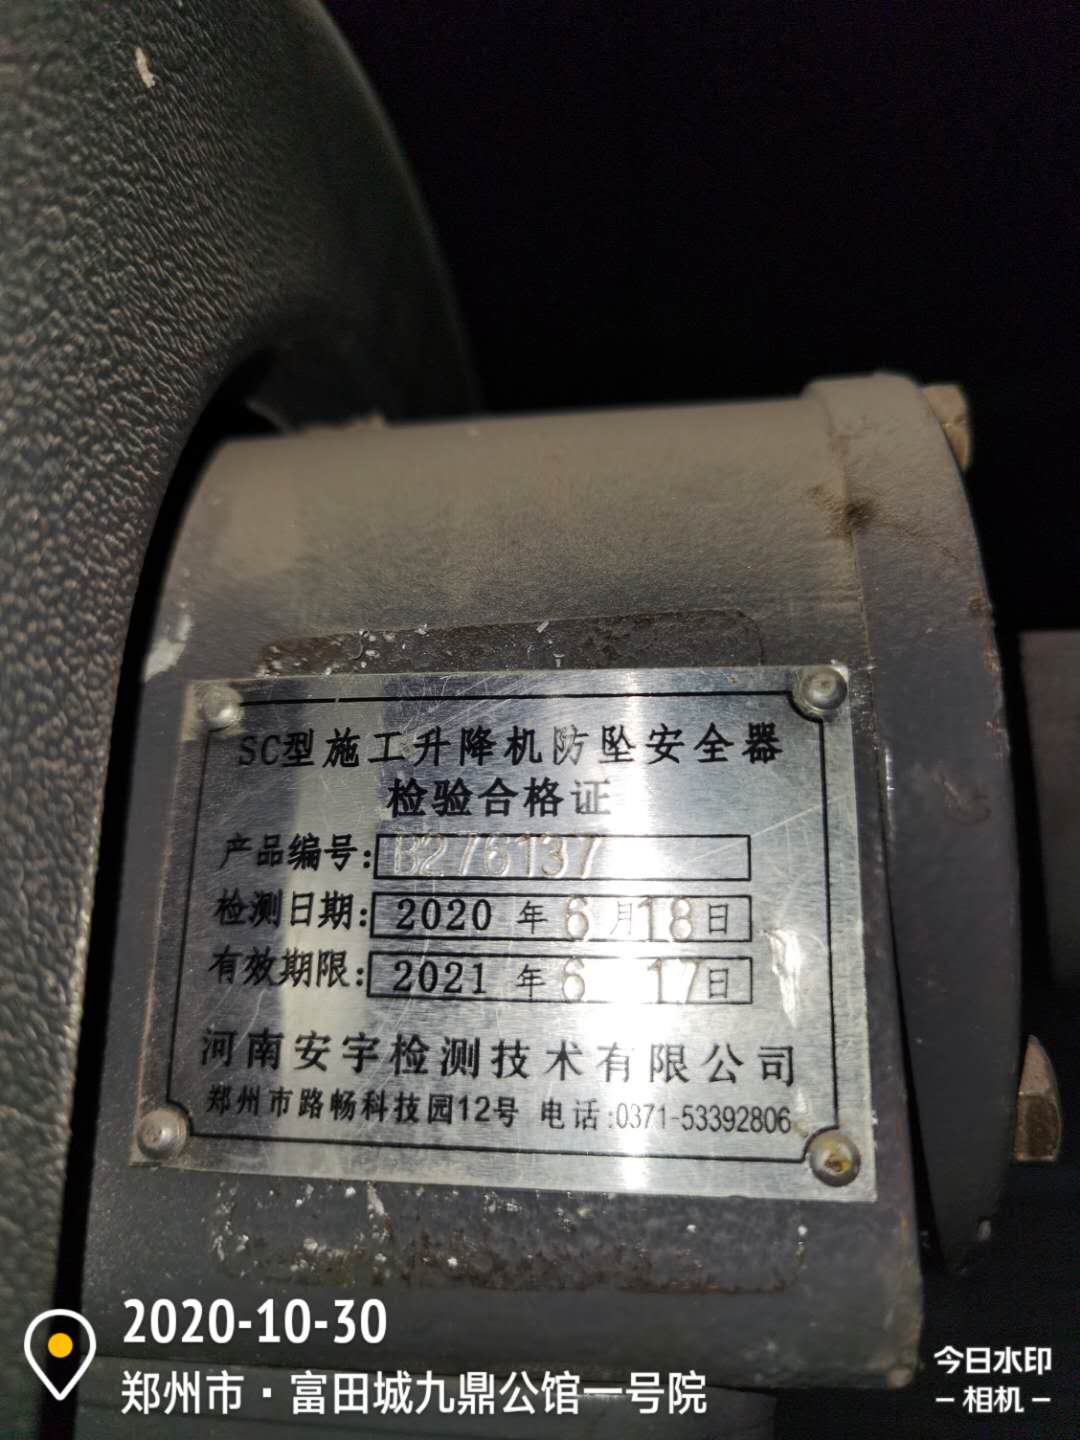 SC型施工升降机防坠安全器
检验合格证
产品编号：B276137
检测日期：2020 年 6 月 18 日
有效期限：2021 年 6 17 日
河南安宇检测技术有限公司
郑州市路畅科技园12号 电话：0371-53392806
2020-10-30
郑州市·富田城九鼎公馆一号院
今日水印
相机